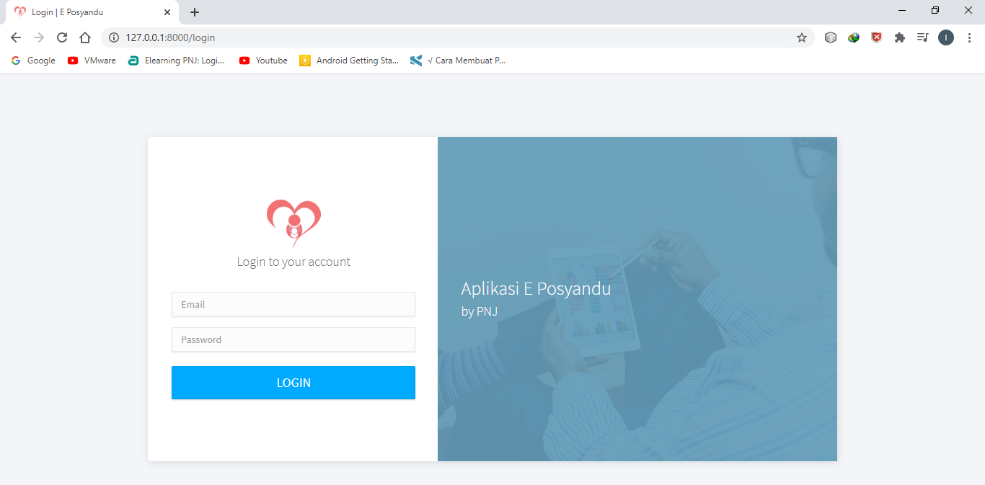 Login | E Posyandu
127.0.0.1:8000/login
I
Google
VMware
Elearning PNJ: Logi...
Youtube
Android Getting Sta...
√ Cara Membuat P...
Login to your account
Email
Password
LOGIN
Aplikasi E Posyandu
by PNJ